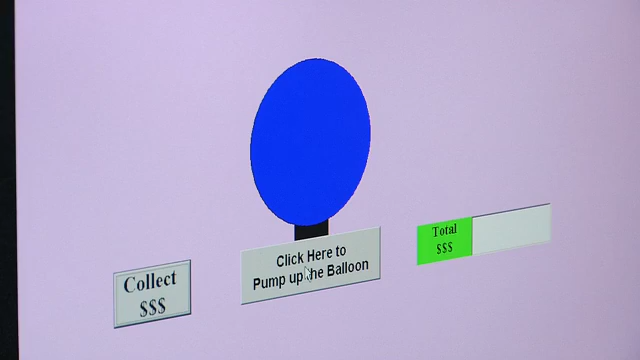 Click Here to
Pump up the Balloon
Collect
$$$
Total
$$$